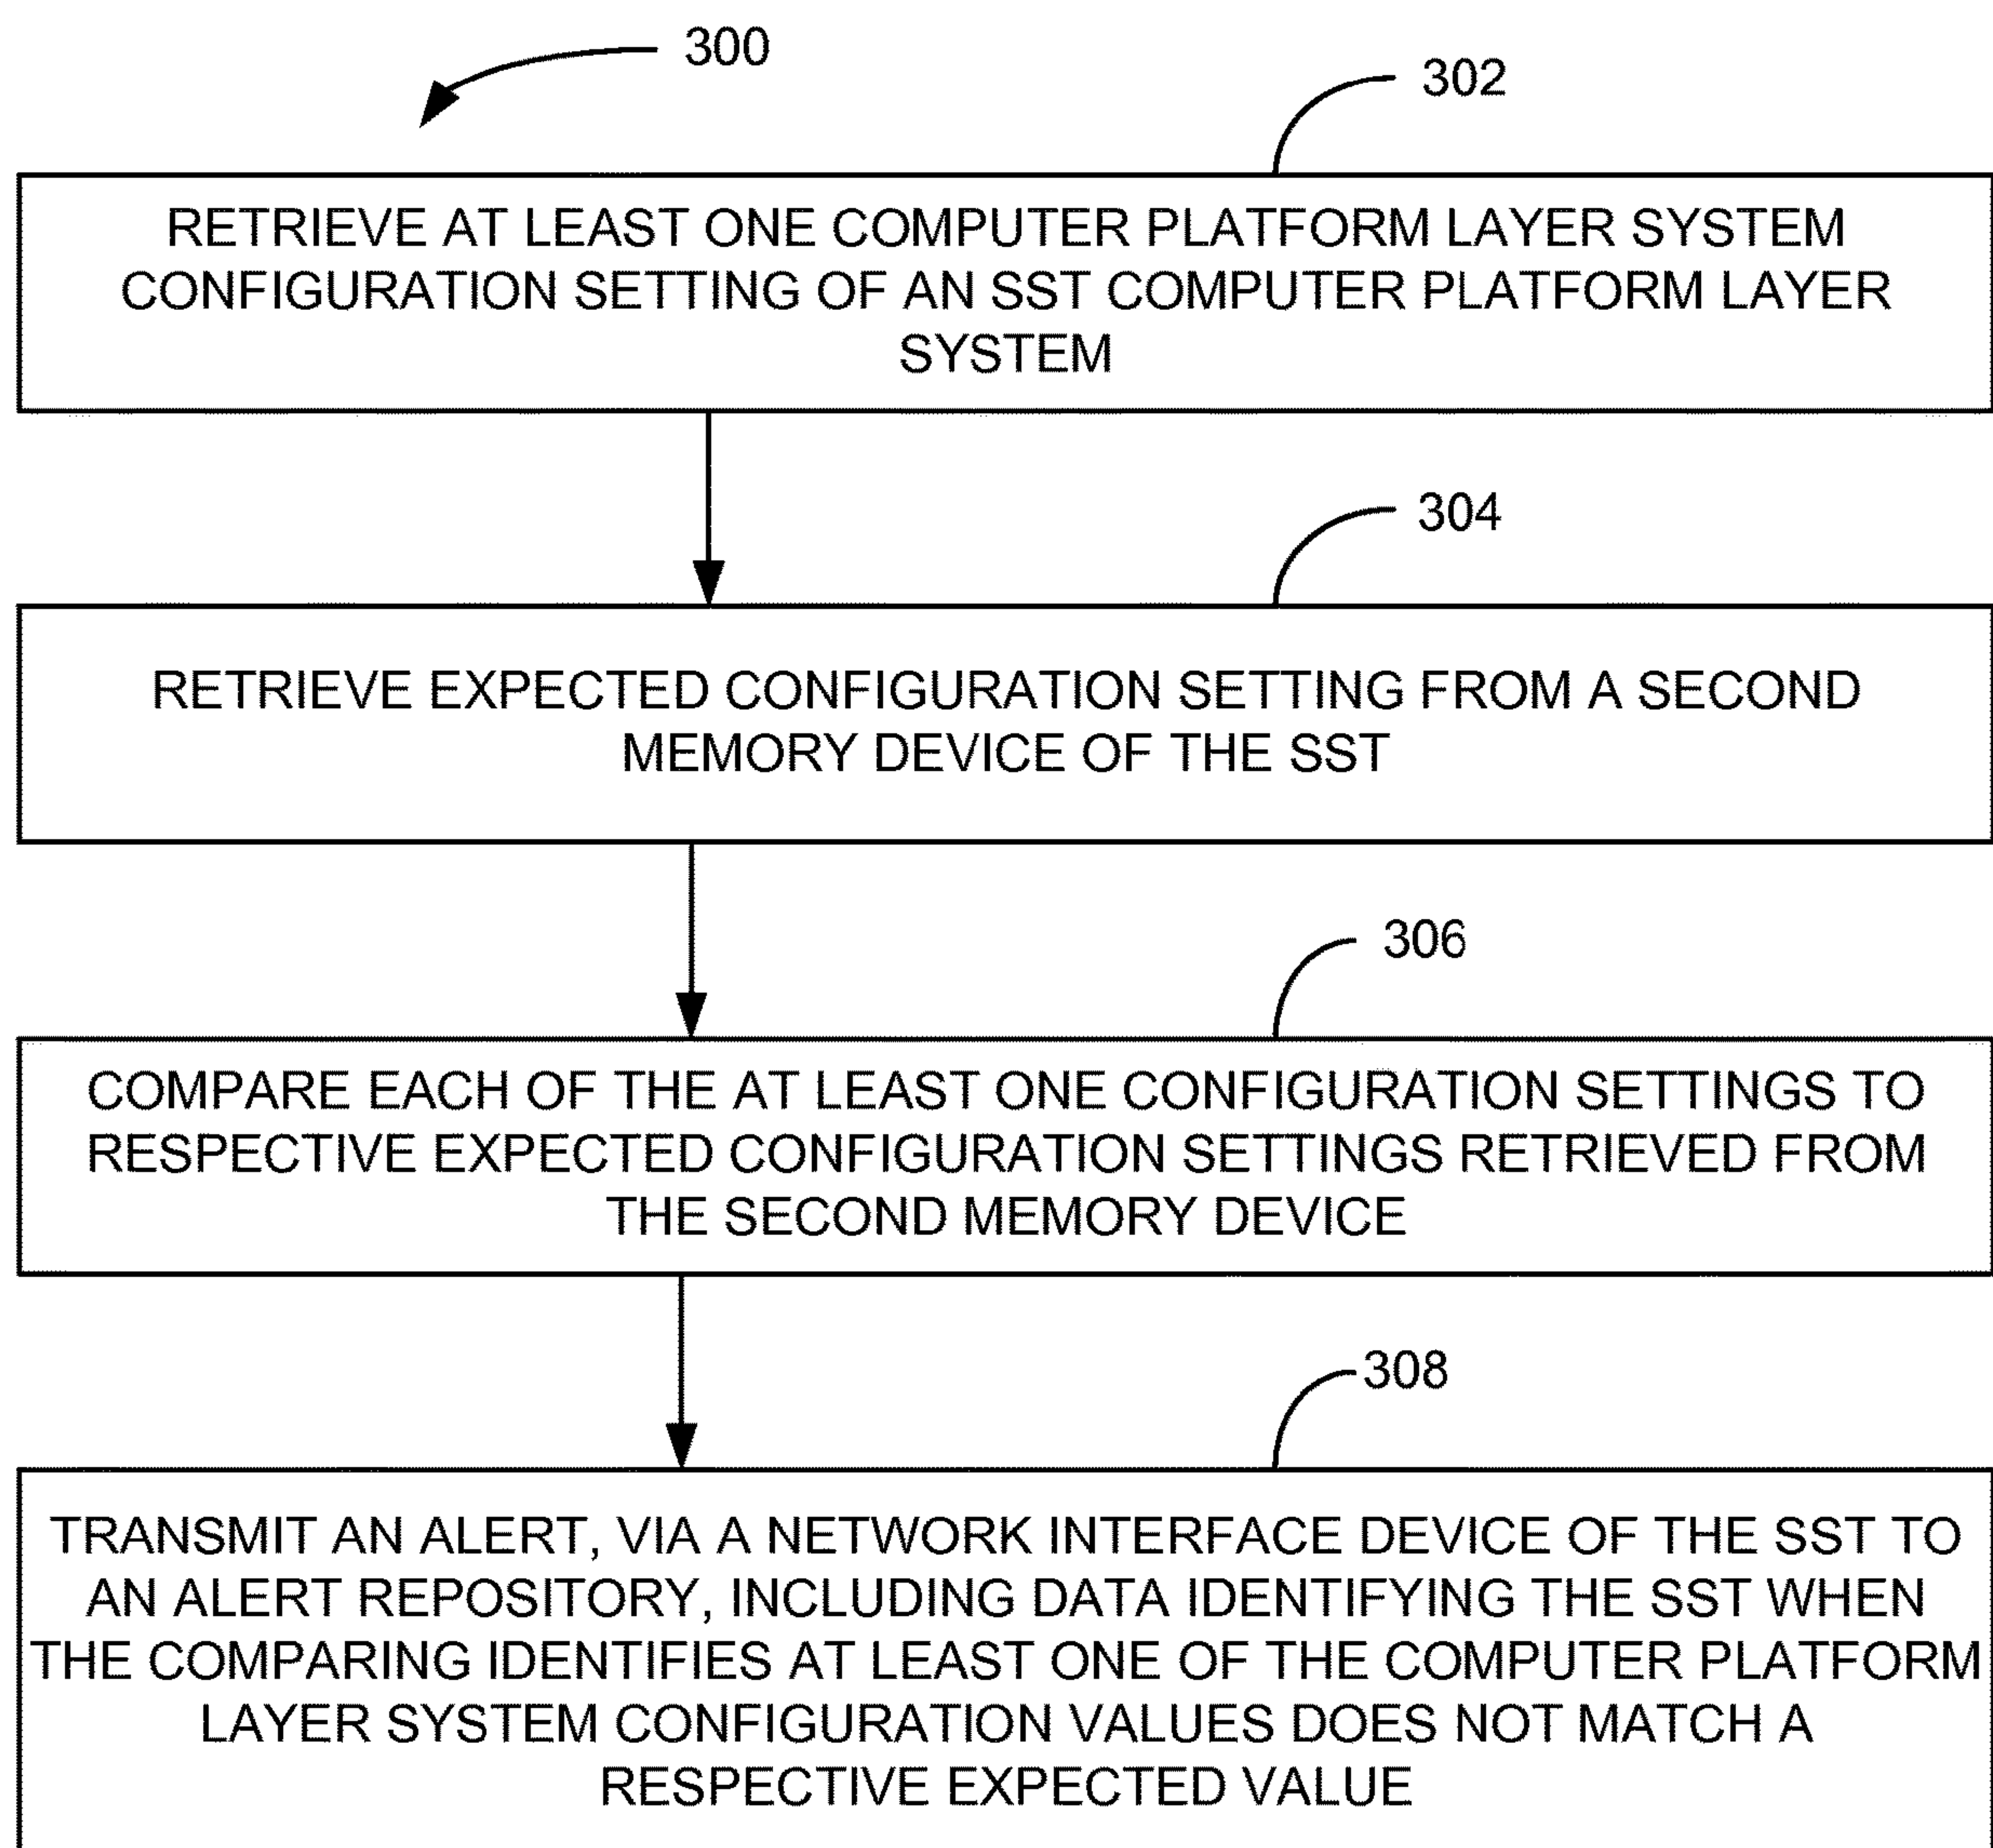 300
302
RETRIEVE AT LEAST ONE COMPUTER PLATFORM LAYER SYSTEM
CONFIGURATION SETTING OF AN SST COMPUTER PLATFORM LAYER
SYSTEM
304
RETRIEVE EXPECTED CONFIGURATION SETTING FROM A SECOND
MEMORY DEVICE OF THE SST
306
COMPARE EACH OF THE AT LEAST ONE CONFIGURATION SETTINGS TO
RESPECTIVE EXPECTED CONFIGURATION SETTINGS RETRIEVED FROM
THE SECOND MEMORY DEVICE
308
TRANSMIT AN ALERT, VIA A NETWORK INTERFACE DEVICE OF THE SST TO
AN ALERT REPOSITORY, INCLUDING DATA IDENTIFYING THE SST WHEN
THE COMPARING IDENTIFIES AT LEAST ONE OF THE COMPUTER PLATFORM
LAYER SYSTEM CONFIGURATION VALUES DOES NOT MATCH A
RESPECTIVE EXPECTED VALUE